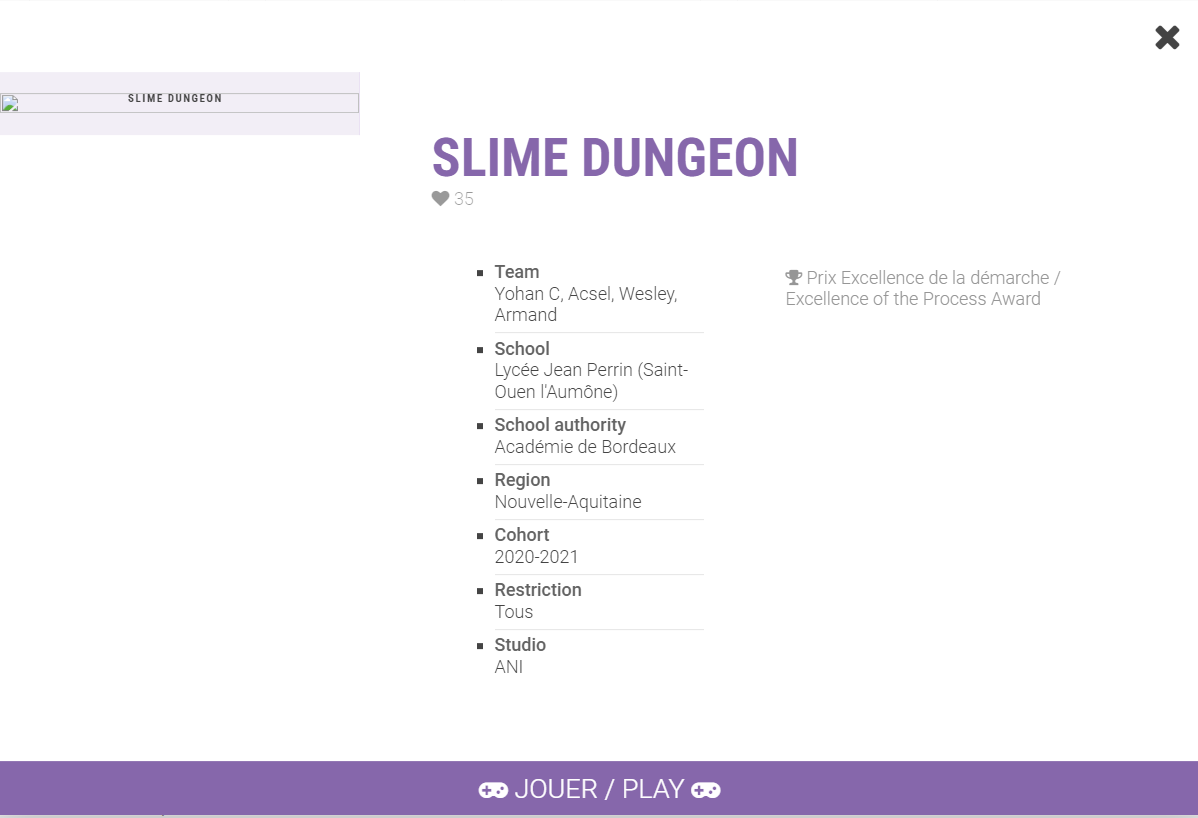 SLIME DUNGEON
SLIME DUNGEON
35
Team
Yohan C, Acsel, Wesley,
Armand
School
Lycée Jean Perrin (Saint-
Ouen l'Aumône)
School authority
Académie de Bordeaux
Region
Nouvelle-Aquitaine
Cohort
2020-2021
Restriction
Tous
Studio
ANI
Prix Excellence de la démarche /
Excellence of the Process Award
JOUER / PLAY